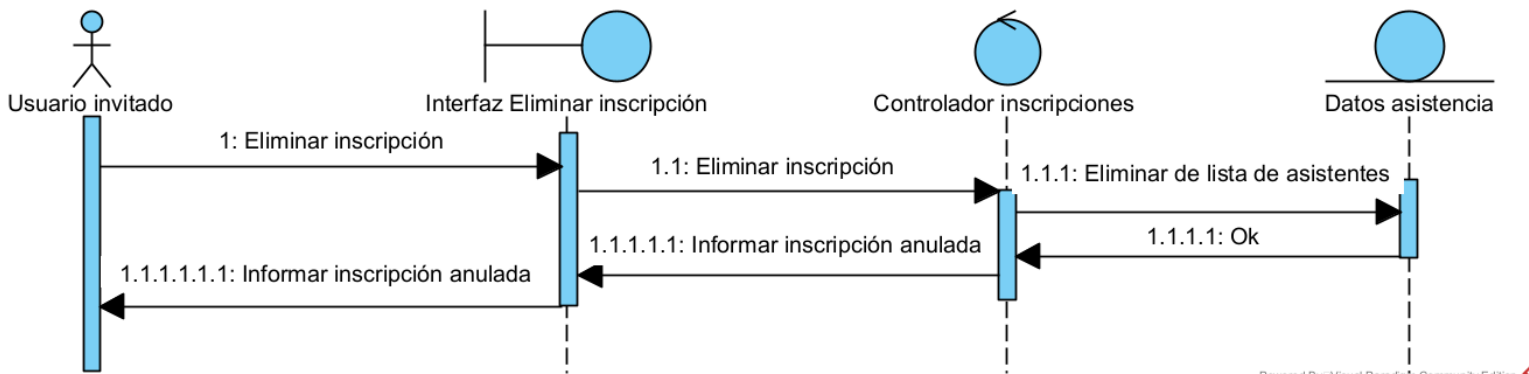 Usuario invitado
Interfaz Eliminar inscripción
Controlador inscripciones
Datos asistencia
1: Eliminar inscripción
1.1: Eliminar inscripción
1.1.1: Eliminar de lista de asistentes
1.1.1.1: Ok
1.1.1.1.1: Informar inscripción anulada
1.1.1.1.1.1: Informar inscripción anulada